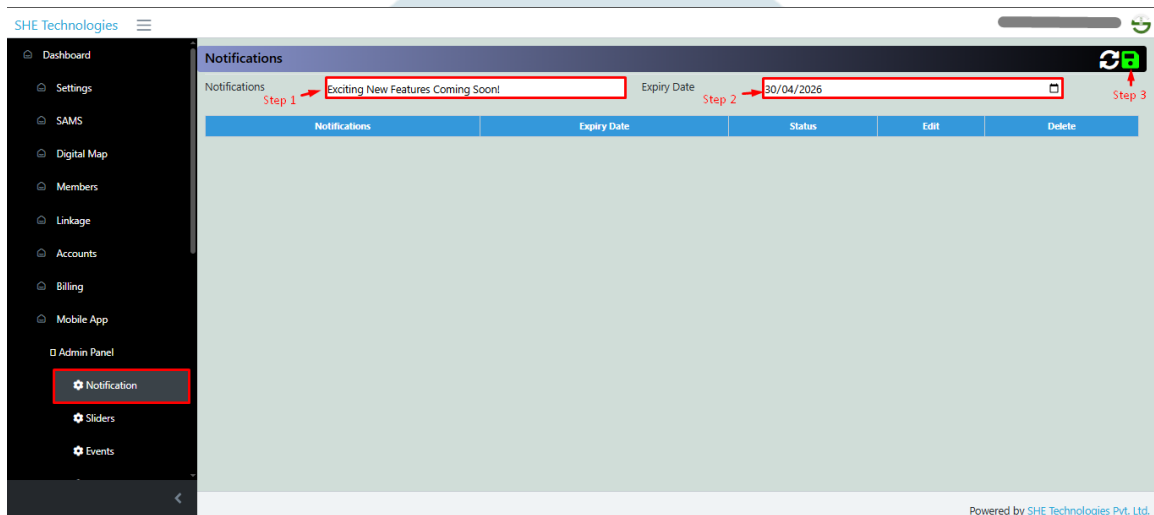 SHE Technologies
Dashboard
Settings
SAMS
Digital Map
Members
Linkage
Accounts
Billing
Mobile App
Admin Panel
Notification
Sliders
Events
Notifications
Notifications Exciting New Features Coming Soon! Expiry Date 30/04/2026
Step 1 Step 2 Step 3
Notifications Expiry Date Status Edit Delete
Powered by SHE Technologies Pvt. Ltd.